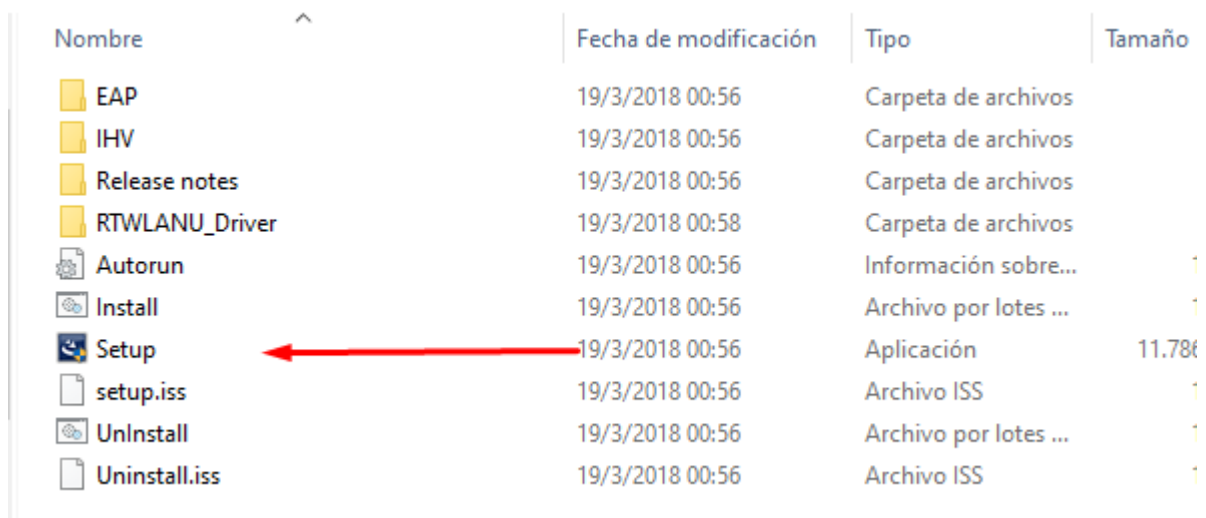 Nombre Fecha de modificación Tipo Tamaño
EAP 19/3/2018 00:56 Carpeta de archivos
IHV 19/3/2018 00:56 Carpeta de archivos
Release notes 19/3/2018 00:56 Carpeta de archivos
RTWLANU_Driver 19/3/2018 00:58 Carpeta de archivos
Autorun 19/3/2018 00:56 Información sobre...
Install 19/3/2018 00:56 Archivo por lotes ...
Setup 19/3/2018 00:56 Aplicación 11.786
setup.iss 19/3/2018 00:56 Archivo ISS
UnInstall 19/3/2018 00:56 Archivo por lotes ...
Uninstall.iss 19/3/2018 00:56 Archivo ISS